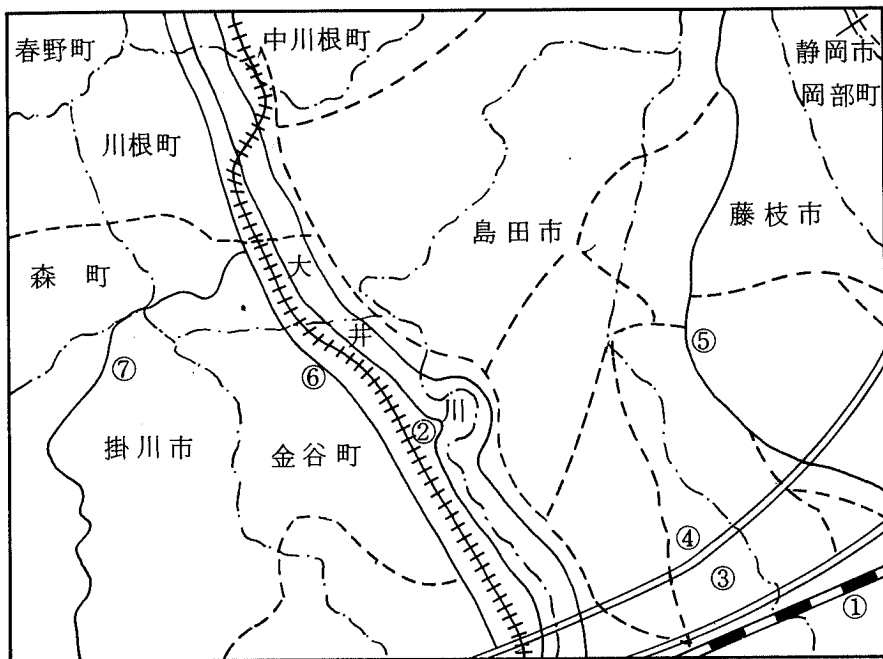 春野町
中川根町
静岡市
岡部町
川根町
藤枝市
島田市
大
森町
井
⑤
⑦
⑥
川
②
掛川市
金谷町
④
③
①